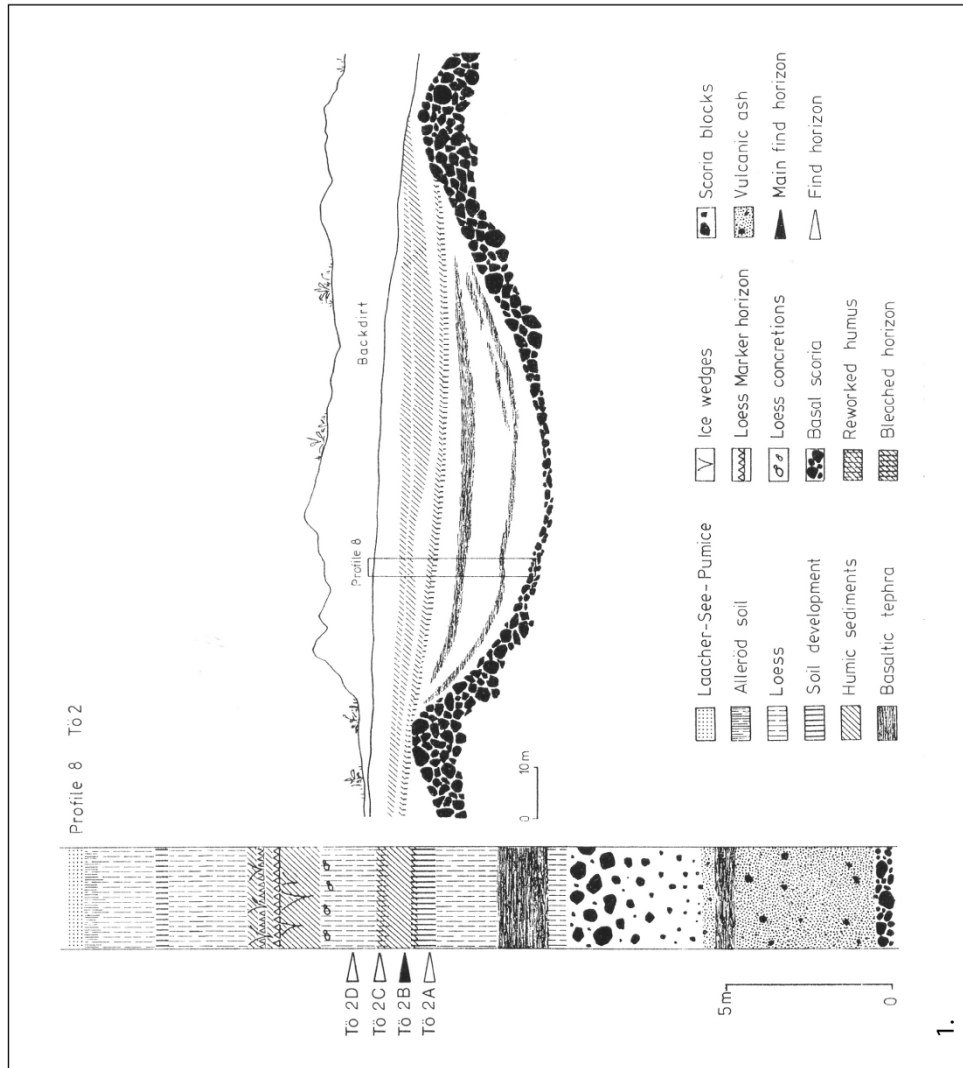 Profile 8 Tö 2
Tö 2D
Tö 2C
Tö 2B
Tö 2A
5m
0
Backdirt
Profile 8
0 10m
Laacher-See-Pumice
Alleröd soil
Loess
Soil development
Humic sediments
Basaltic tephra
Ice wedges
Loess Marker horizon
Loess concretions
Basal scoria
Reworked humus
Bleached horizon
Scoria blocks
Vulcanic ash
Main find horizon
Find horizon
1.